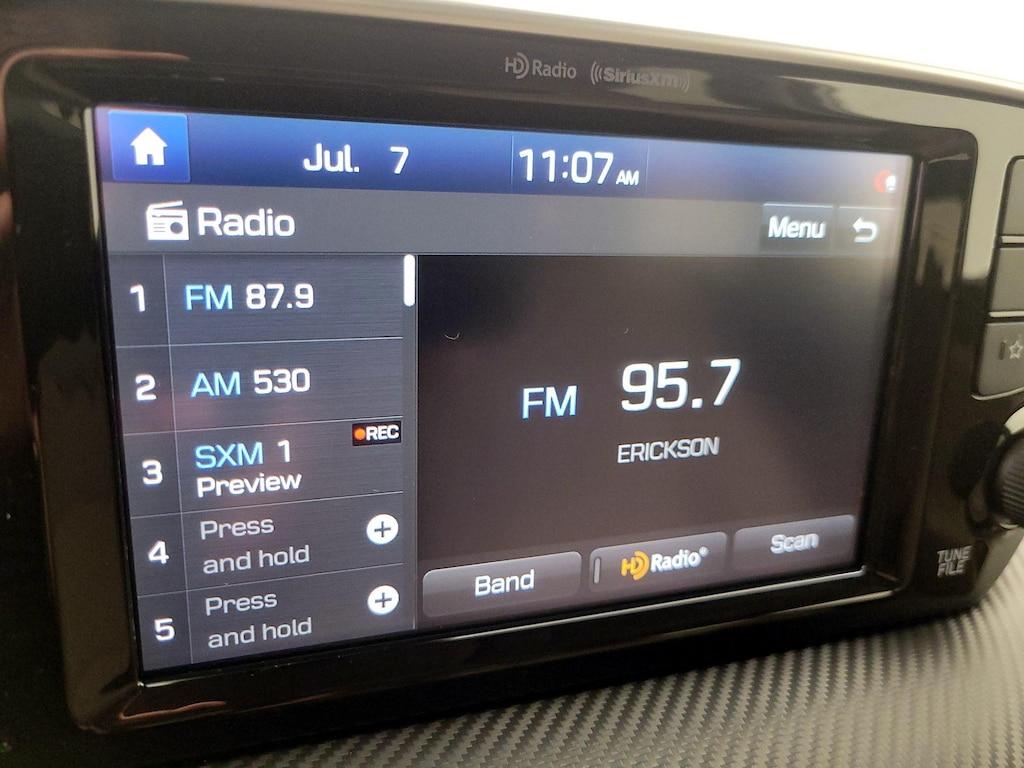 HD Radio ((SiriusXM))
Jul. 7 11:07 AM
Radio
Menu
1 FM 87.9
2 AM 530
REC
3 SXM 1
Preview
4 Press
and hold
5 Press
and hold
FM 95.7
ERICKSON
Band HD Radio® Scan
TUNE
FILE